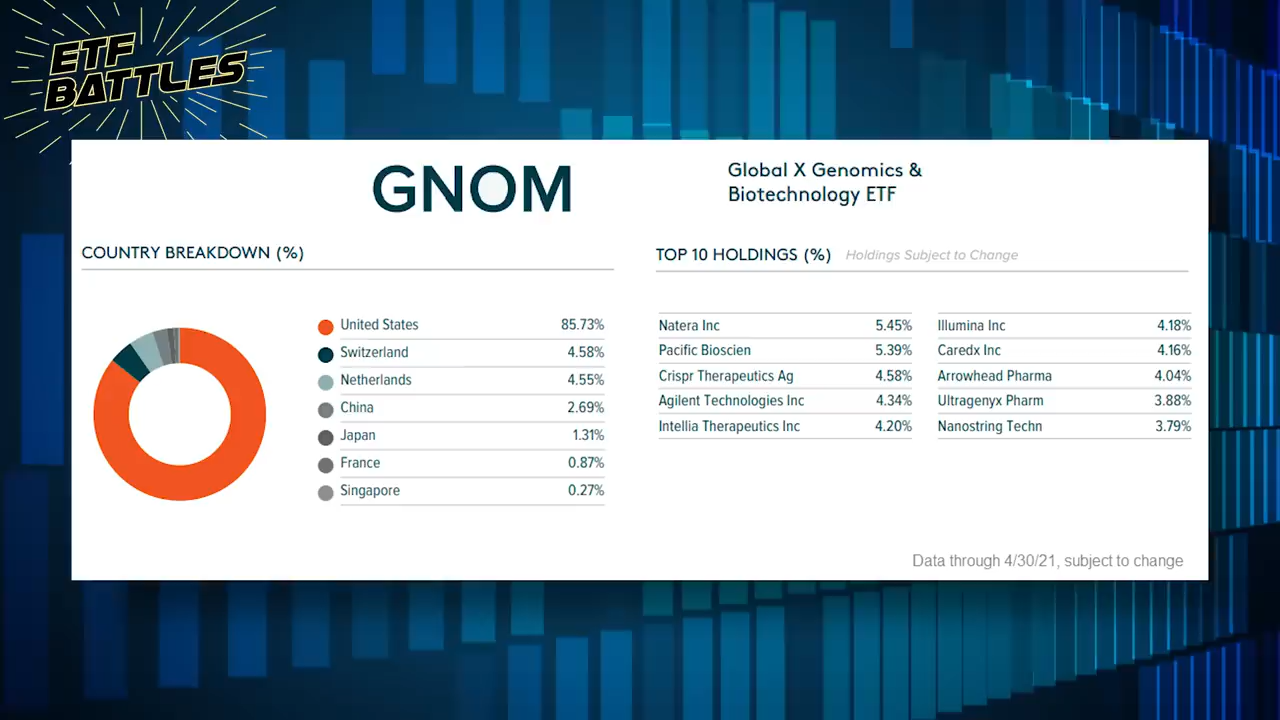 ETF
BATTLES
GNOM
Global X Genomics &
Biotechnology ETF
COUNTRY BREAKDOWN (%)
United States 85.73%
Switzerland 4.58%
Netherlands 4.55%
China 2.69%
Japan 1.31%
France 0.87%
Singapore 0.27%
TOP 10 HOLDINGS (%) Holdings Subject to Change
Natera Inc 5.45%
Pacific Bioscien 5.39%
Crispr Therapeutics Ag 4.58%
Agilent Technologies Inc 4.34%
Intellia Therapeutics Inc 4.20%
Illumina Inc 4.18%
Caredx Inc 4.16%
Arrowhead Pharma 4.04%
Ultragenyx Pharm 3.88%
Nanostring Techn 3.79%
Data through 4/30/21, subject to change